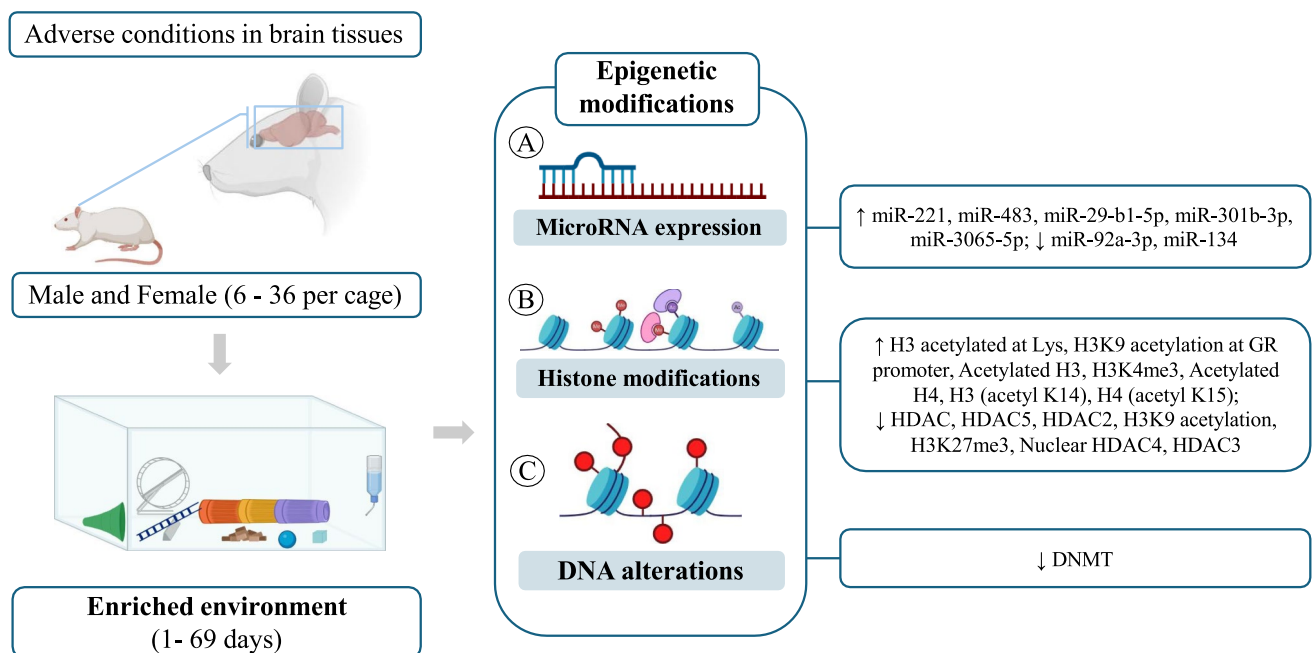 Adverse conditions in brain tissues
Male and Female (6 - 36 per cage)
Enriched environment
(1- 69 days)
Epigenetic
modifications
A
MicroRNA expression
B
Me
Me
Ac
Histone modifications
C
DNA alterations
↑ miR-221, miR-483, miR-29-b1-5p, miR-301b-3p,
miR-3065-5p; ↓ miR-92a-3p, miR-134
↑ H3 acetylated at Lys, H3K9 acetylation at GR
promoter, Acetylated H3, H3K4me3, Acetylated
H4, H3 (acetyl K14), H4 (acetyl K15);
↓ HDAC, HDAC5, HDAC2, H3K9 acetylation,
H3K27me3, Nuclear HDAC4, HDAC3
↓ DNMT